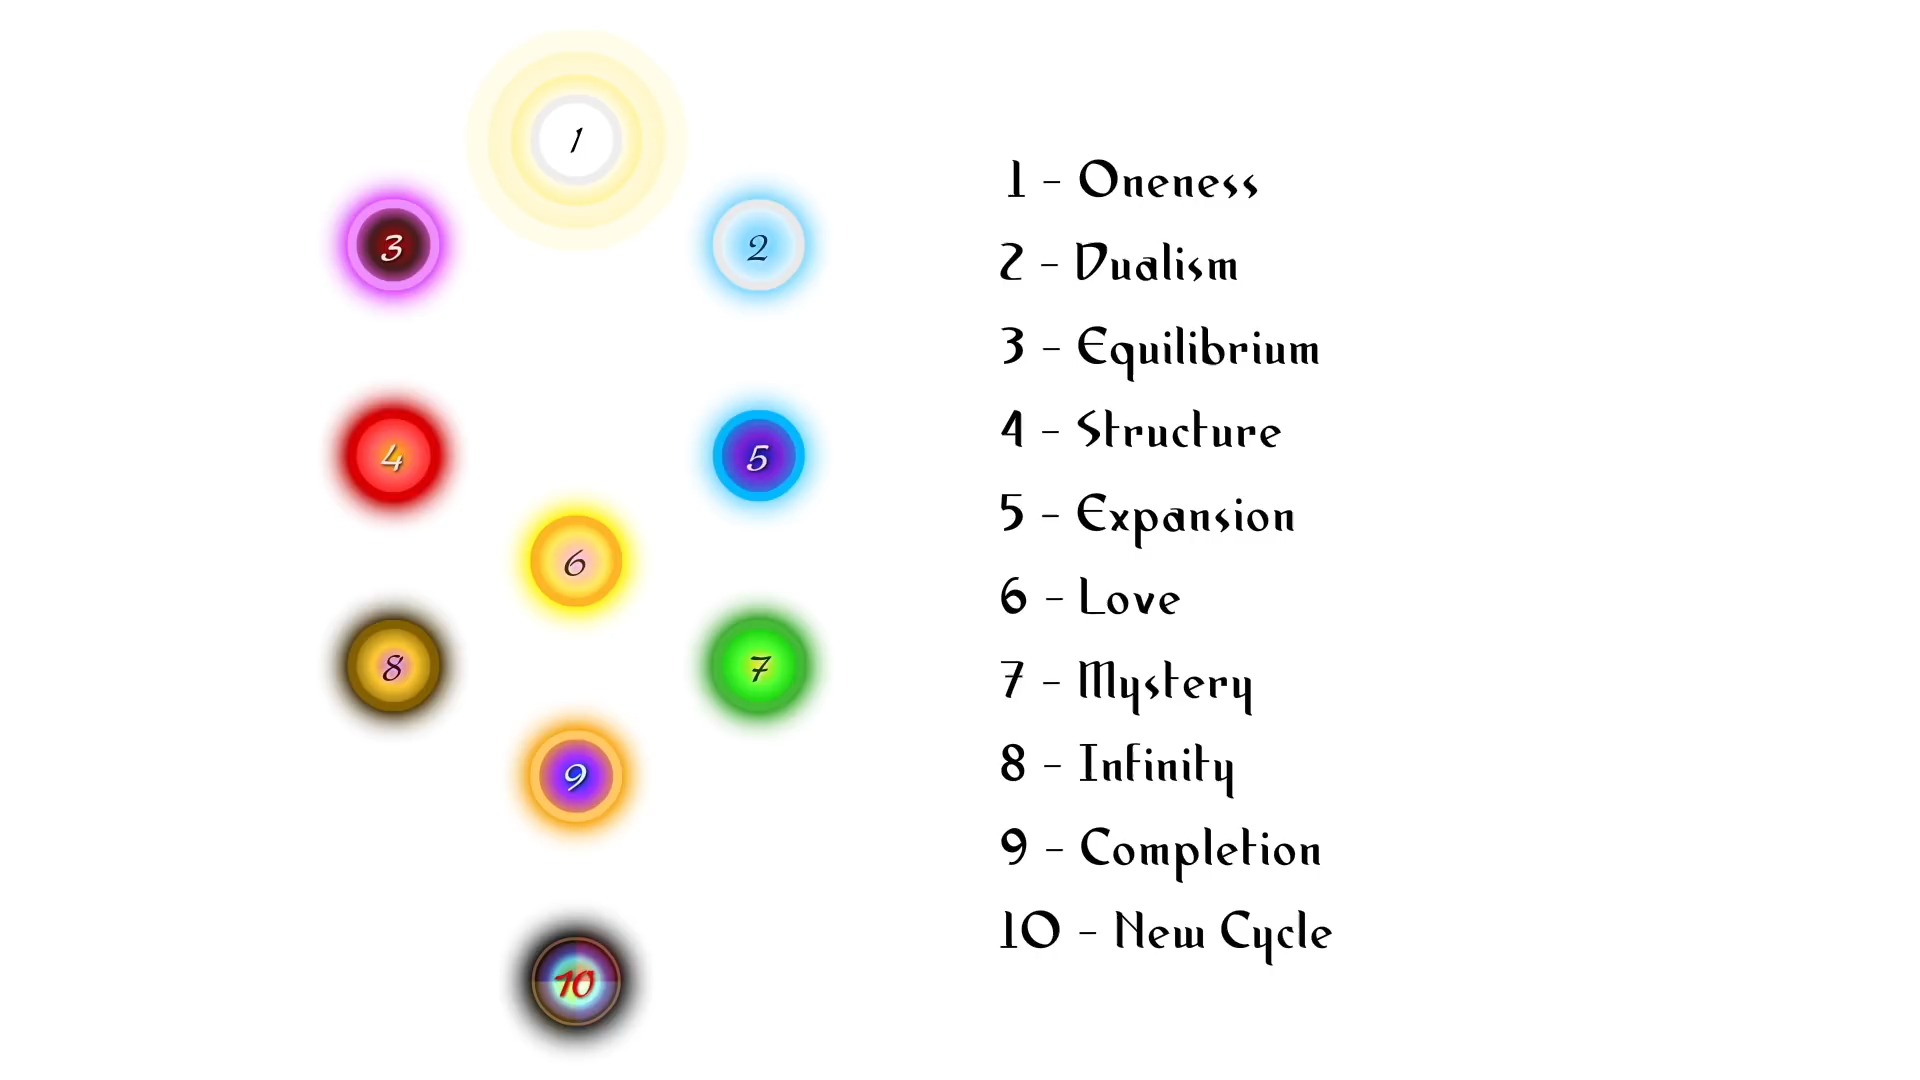 1
3
2
4
5
6
8
7
9
10
1 - Oneness
2 - Dualism
3 - Equilibrium
4 - Structure
5 - Expansion
6 - Love
7 - Mystery
8 - Infinity
9 - Completion
10 - New Cycle